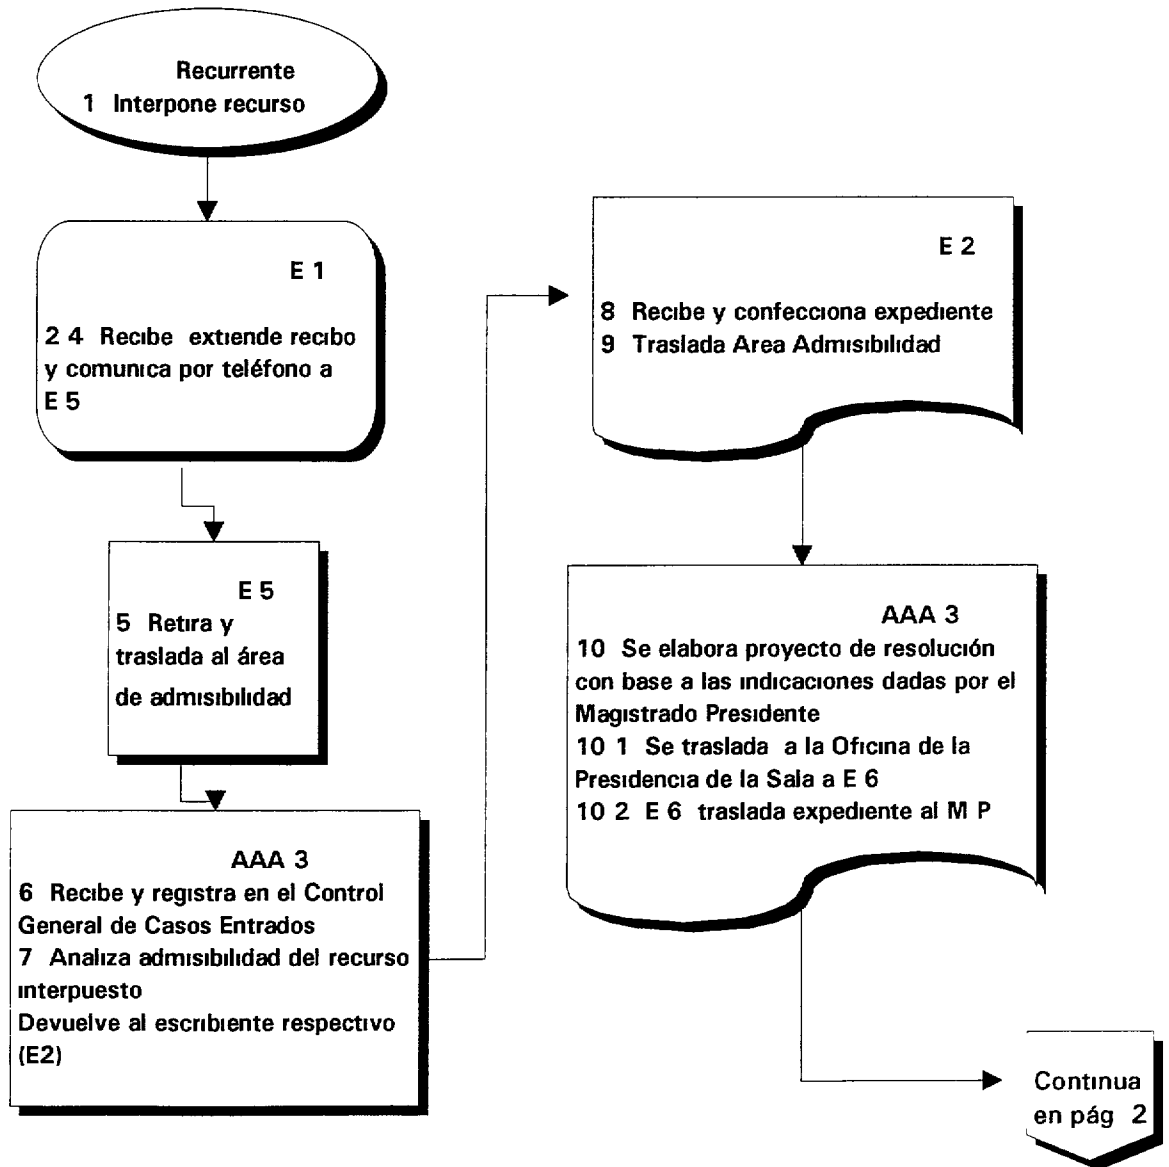 Recurrente
1 Interpone recurso
E 1
2 4 Recibe extiende recibo
y comunica por teléfono a
E 5
E 5
5 Retira y
traslada al área
de admisibilidad
AAA 3
6 Recibe y registra en el Control
General de Casos Entrados
7 Analiza admisibilidad del recurso
interpuesto
Devuelve al escribiente respectivo
(E2)
E 2
8 Recibe y confecciona expediente
9 Traslada Area Admisibilidad
AAA 3
10 Se elabora proyecto de resolución
con base a las indicaciones dadas por el
Magistrado Presidente
10 1 Se traslada a la Oficina de la
Presidencia de la Sala a E 6
10 2 E 6 traslada expediente al M P
Continua
en pág 2